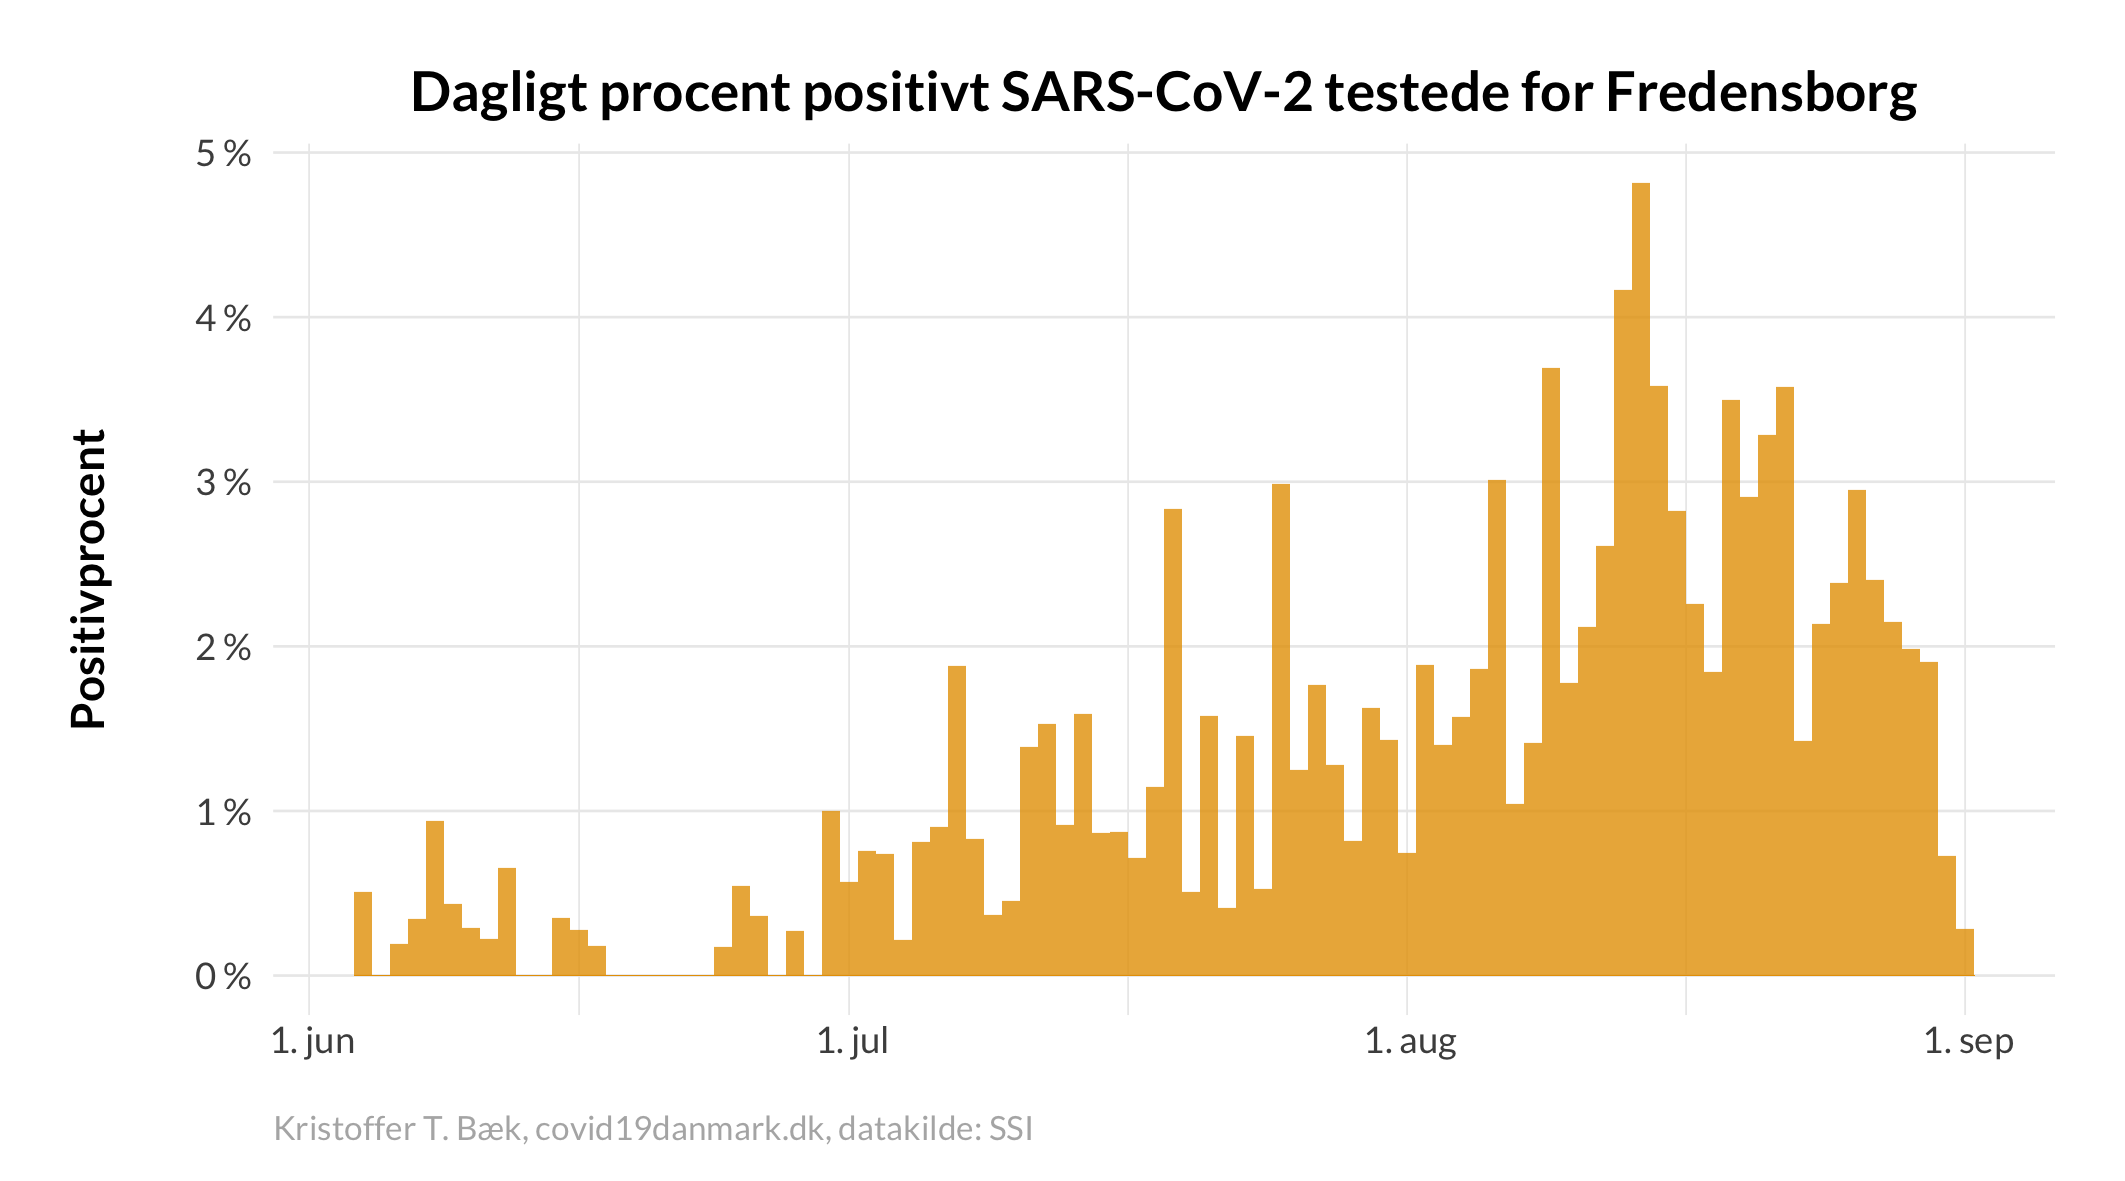 Dagligt procent positivt SARS-CoV-2 testede for Fredensborg
Positivprocent
5 %
4 %
3 %
2 %
1 %
0 %
1. jun
1. jul
1. aug
1. sep
Kristoffer T. Bæk, covid19danmark.dk, datakilde: SSI